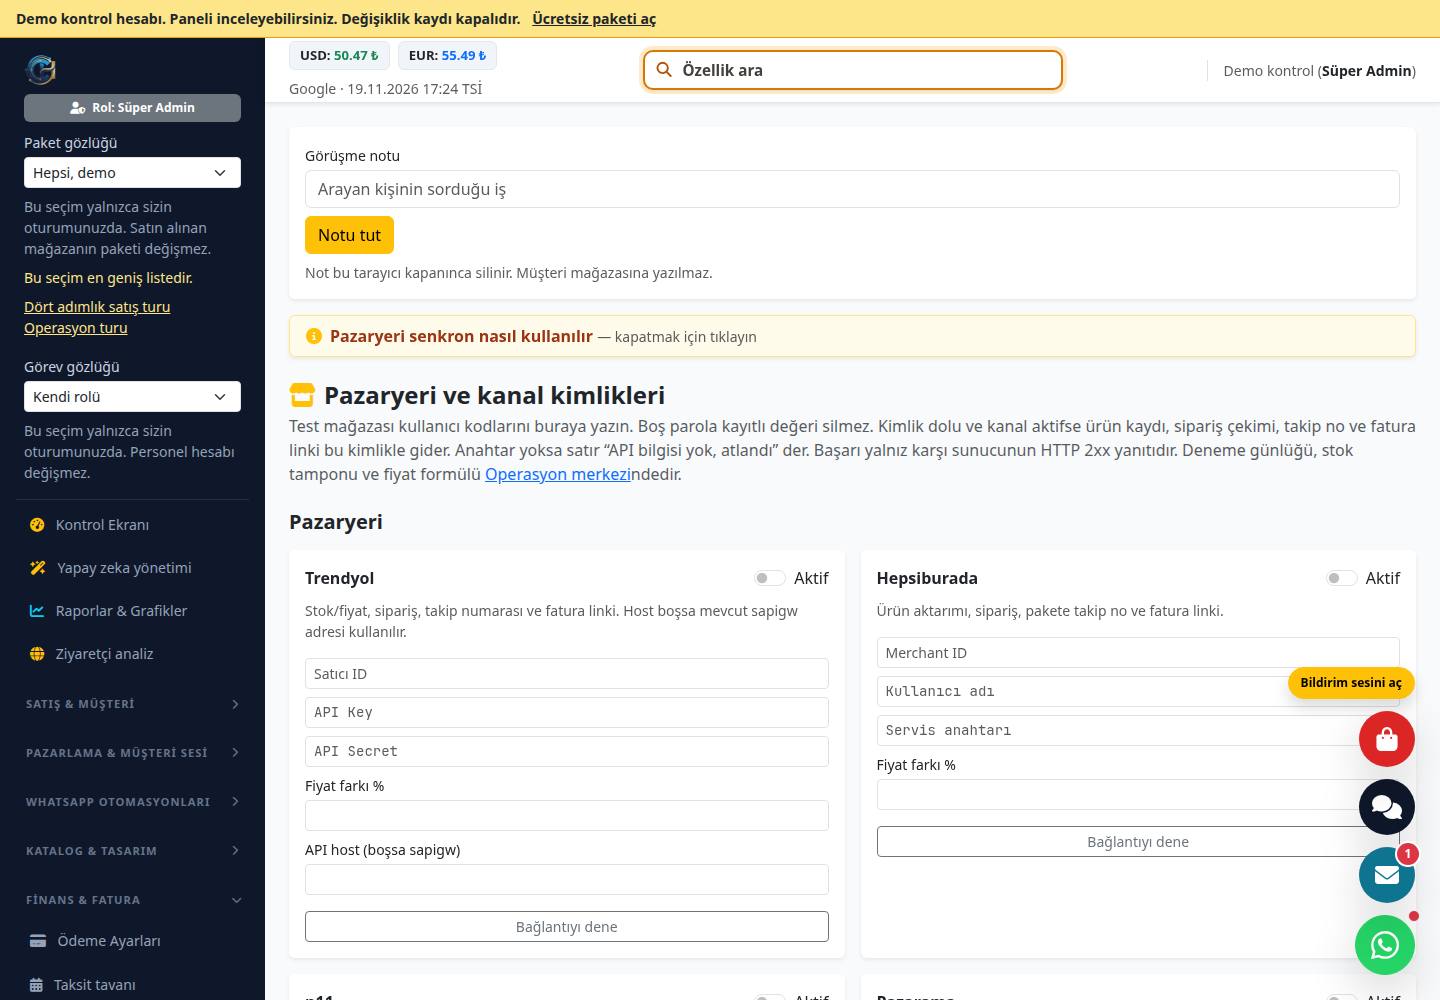 Demo kontrol hesabı. Paneli inceleyebilirsiniz. Değişiklik kaydı kapalıdır. Ücretsiz paketi aç
Rol: Süper Admin
Paket gözlüğü
Hepsi, demo
Bu seçim yalnızca sizin
oturumunuzda. Satın alınan
mağazanın paketi değişmez.
Bu seçim en geniş listedir.
Dört adımlık satış turu
Operasyon turu
Görev gözlüğü
Kendi rolü
Bu seçim yalnızca sizin
oturumunuzda. Personel hesabı
değişmez.
Kontrol Ekranı
Yapay zeka yönetimi
Raporlar & Grafikler
Ziyaretçi analiz
SATIŞ & MÜŞTERİ
PAZARLAMA & MÜŞTERİ SESİ
WHATSAPP OTOMASYONLARI
KATALOG & TASARIM
FİNANS & FATURA
Ödeme Ayarları
Taksit tavanı
USD: 50.47 ₺ EUR: 55.49 ₺
Google · 19.11.2026 17:24 TSİ
Özellik ara
Demo kontrol (Süper Admin)
Görüşme notu
Arayan kişinin sorduğu iş
Notu tut
Not bu tarayıcı kapanınca silinir. Müşteri mağazasına yazılmaz.
Pazaryeri senkron nasıl kullanılır — kapatmak için tıklayın
Pazaryeri ve kanal kimlikleri
Test mağazası kullanıcı kodlarını buraya yazın. Boş parola kayıtlı değeri silmez. Kimlik dolu ve kanal aktifse ürün kaydı, sipariş çekimi, takip no ve fatura
linki bu kimlikle gider. Anahtar yoksa satır “API bilgisi yok, atlandı” der. Başarı yalnız karşı sunucunun HTTP 2xx yanıtıdır. Deneme günlüğü, stok
tamponu ve fiyat formülü Operasyon merkezindedir.
Pazaryeri
Trendyol
Aktif
Stok/fiyat, sipariş, takip numarası ve fatura linki. Host boşsa mevcut sapigw
adresi kullanılır.
Satıcı ID
API Key
API Secret
Fiyat farkı %
API host (boşsa sapigw)
Bağlantıyı dene
Hepsiburada
Aktif
Ürün aktarımı, sipariş, pakete takip no ve fatura linki.
Merchant ID
Kullanıcı adı
Servis anahtarı
Fiyat farkı %
Bağlantıyı dene
Bildirim sesini aç
1
n11
Aktif
Pazarama
Aktif